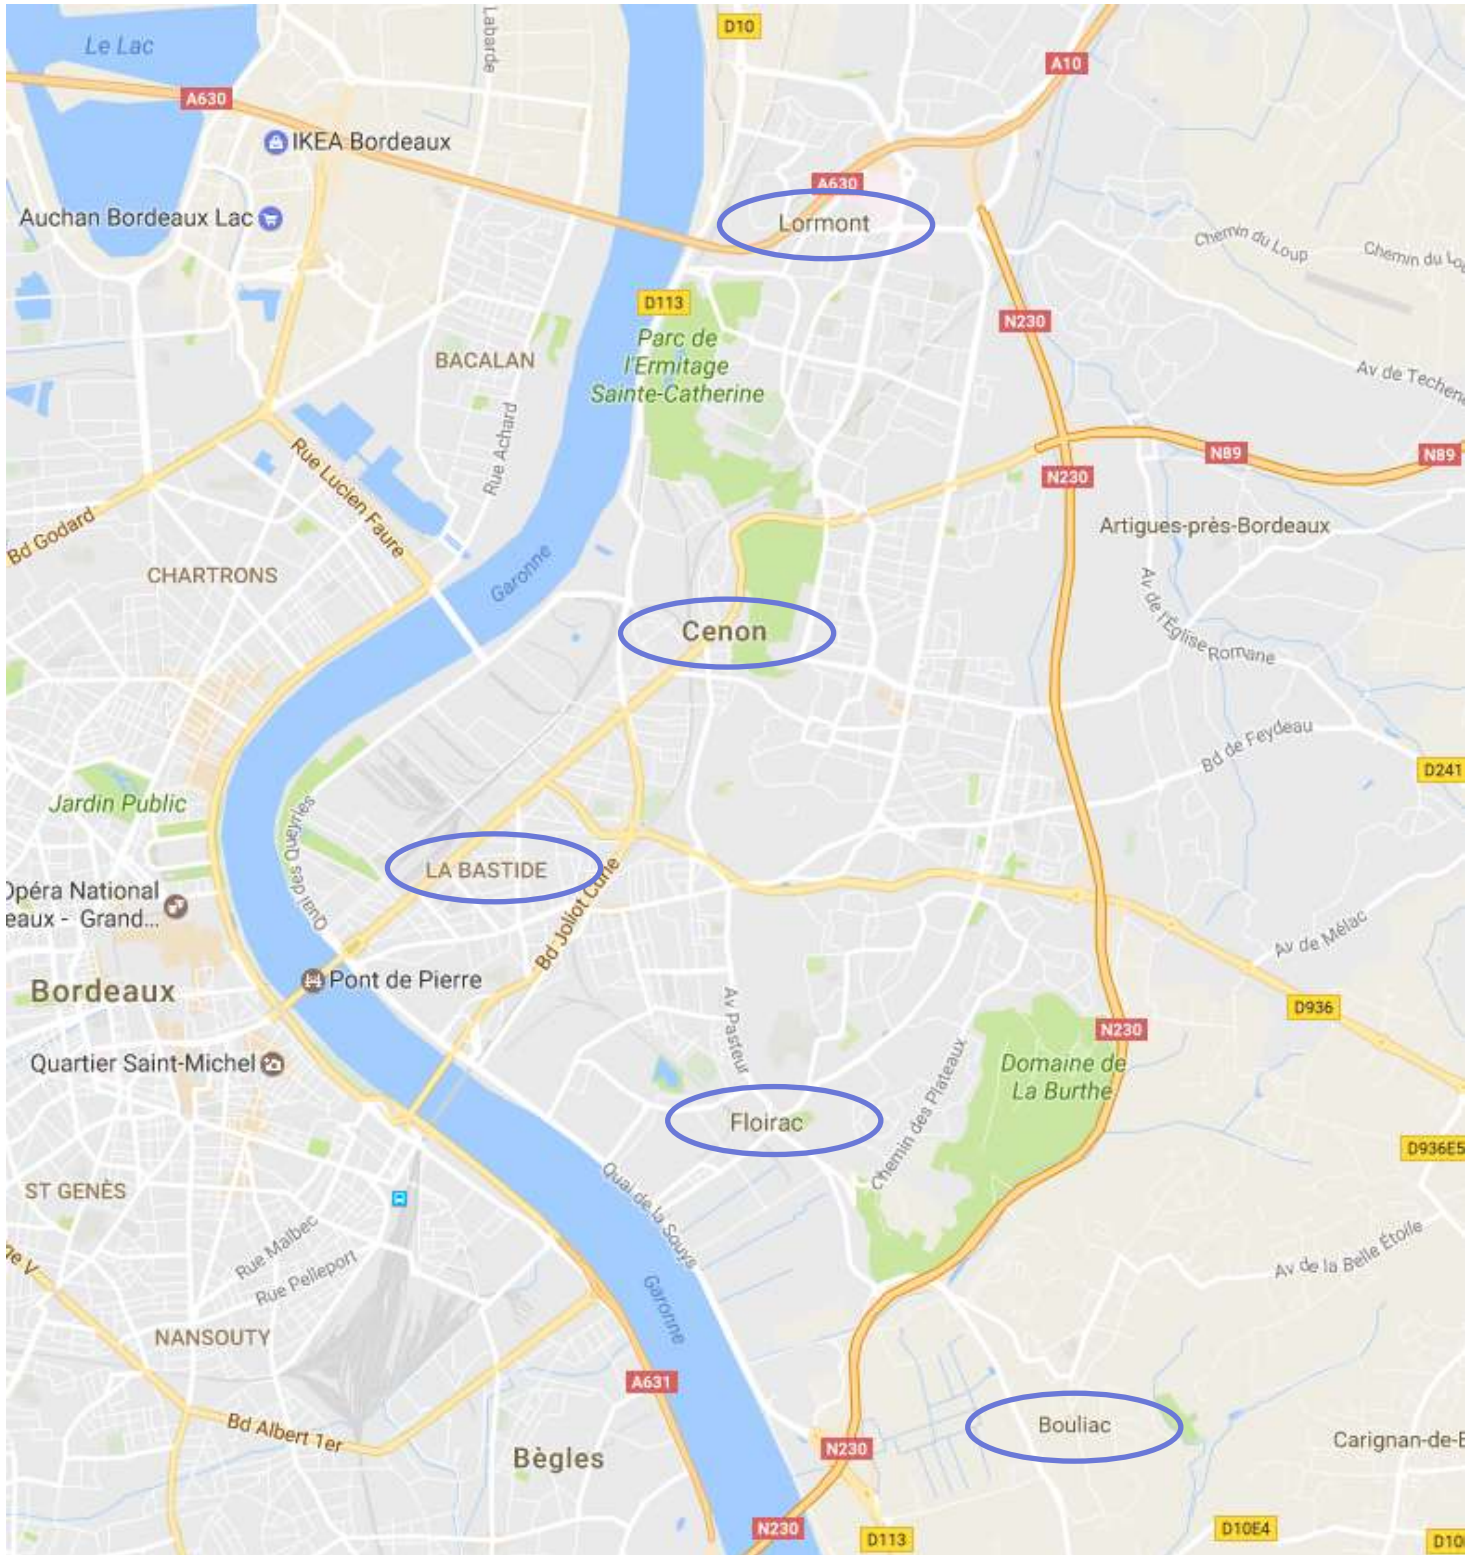 Le Lac
Labarde
D10
A10
A630
IKEA Bordeaux
A630
Auchan Bordeaux Lac
Lormont
Chemin du Loup
Chemin du
D113
N230
Parc de
l'Ermitage
Sainte-Catherine
BACALAN
Av de
Rue Achard
Rue Lucien Faure
N89
N89
N230
Bd Godard
Artigues-près-Bordeaux
Garonne
CHARTRONS
Av de l'Église Romane
Cenon
Bd de Feydeau
D241
Jardin Public
Quai des Queyries
LA BASTIDE
Bd Joliot Curie
Opéra National
eaux - Grand...
Av de Mélac
Pont de Pierre
Bordeaux
D936
Av Pasteur
N230
Quartier Saint-Michel
Chemin des Plateaux
Domaine de
La Burthe
Floirac
D936E5
ST GENÈS
Quai de la Souys
Rue Malbec
Rue Pelleport
Av de la Belle Étoile
Garonne
NANSOUTY
A631
Bd Albert 1er
Bouliac
Bègles
N230
Carignan-de-
N230
D113
D10E4
D10